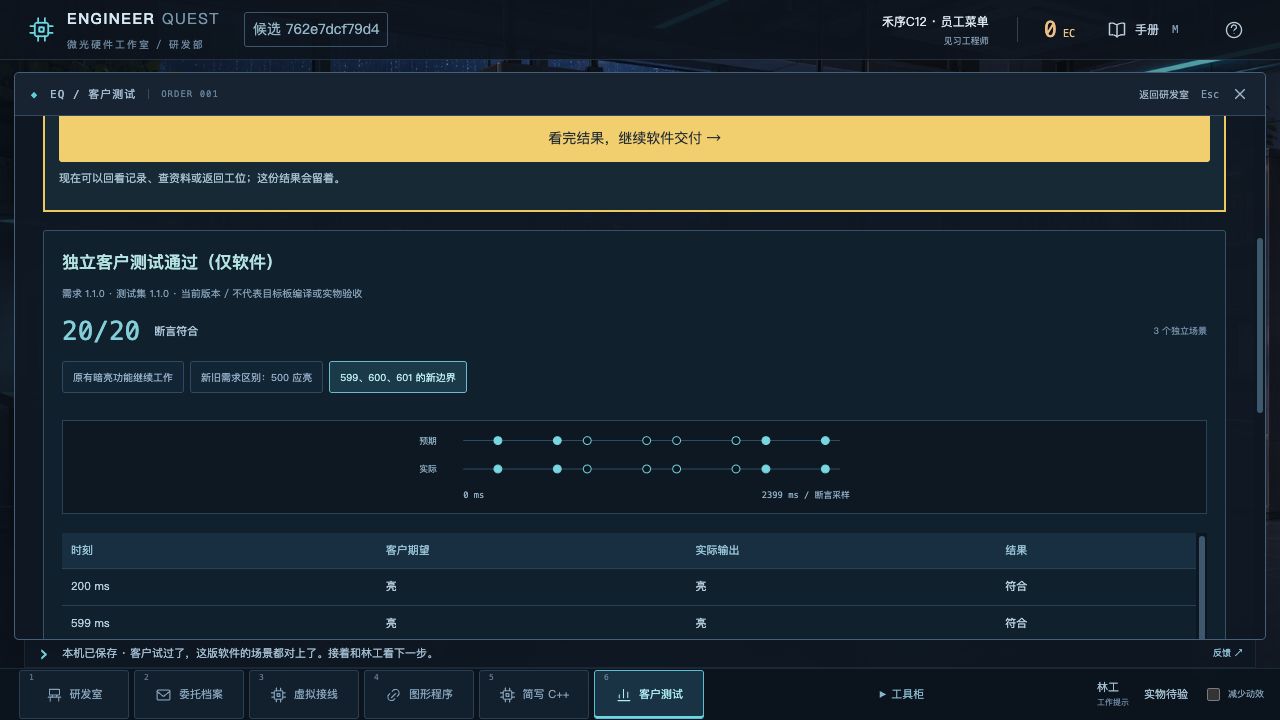 ENGINEER QUEST
微光硬件工作室 / 研发部
候选 762e7dcf79d4
禾序C12 · 员工菜单
见习工程师
0 EC
手册 M
EQ / 客户测试
ORDER 001
返回研发室 Esc
看完结果，继续软件交付 →
现在可以回看记录、查资料或返回工位；这份结果会留着。
独立客户测试通过（仅软件）
需求 1.1.0 · 测试集 1.1.0 · 当前版本 / 不代表目标板编译或实物验收
20/20 断言符合
3 个独立场景
原有暗亮功能继续工作
新旧需求区别：500 应亮
599、600、601 的新边界
预期
实际
0 ms
2399 ms / 断言采样
时刻 客户期望 实际输出 结果
200 ms 亮 亮 符合
599 ms 亮 亮 符合
本机已保存 · 客户试过了，这版软件的场景都对上了。接着和林工看下一步。
反馈 ↗
1 研发室
2 委托档案
3 虚拟接线
4 图形程序
5 简写 C++
6 客户测试
▶ 工具柜
林工
工作提示
实物待验
减少动效